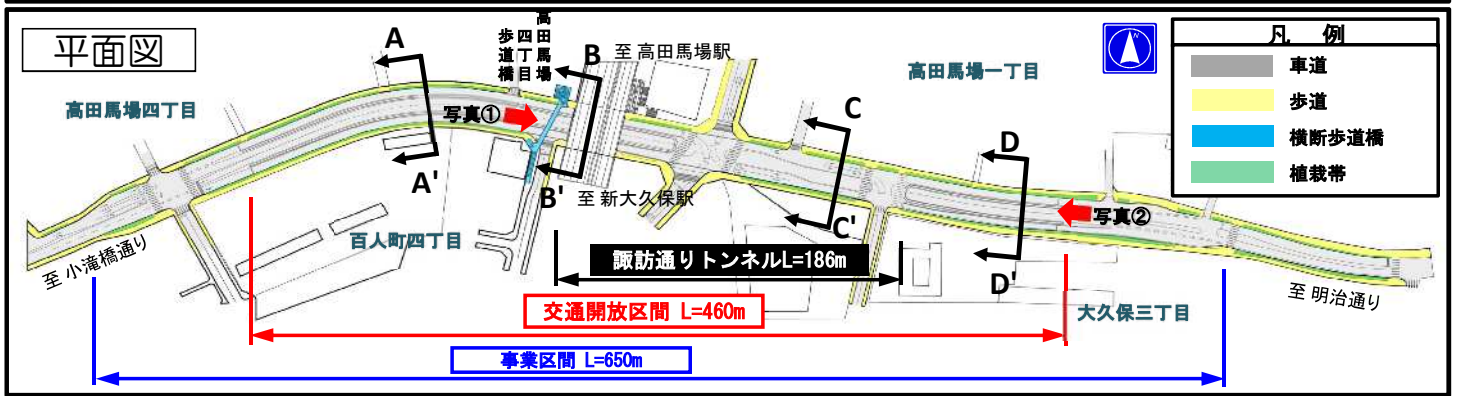 平面図
A
高田馬場
四丁目
歩道橋
B
至 高田馬場駅
高田馬場一丁目
N
凡 例
車道
歩道
横断歩道橋
植栽帯
高田馬場四丁目
写真①
C
D
A'
B'
至 新大久保駅
C'
写真②
D'
至 小滝橋通り
百人町四丁目
諏訪通りトンネルL=186m
至 明治通り
大久保三丁目
交通開放区間 L=460m
事業区間 L=650m